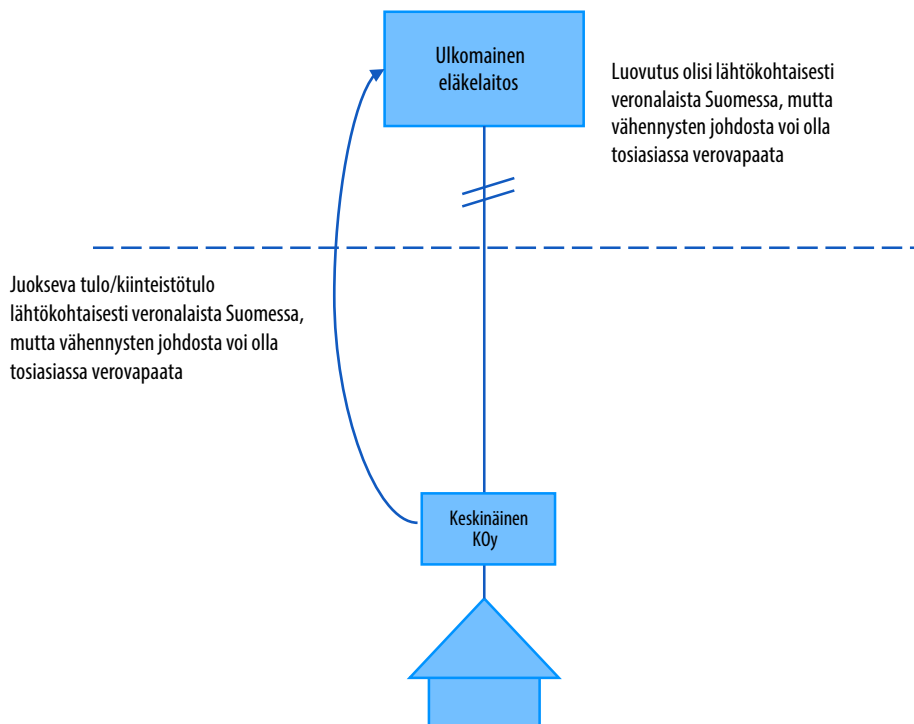 Ulkomainen
eläkelaitos
Luovutus olisi lähtökohtaisesti
veronalaista Suomessa, mutta
vähennysten johdosta voi olla
tosiasiassa verovapaata
Juokseva tulo/kiinteistötulo
lähtökohtaisesti veronalaista Suomessa,
mutta vähennysten johdosta voi olla
tosiasiassa verovapaata
Keskinäinen
KOy